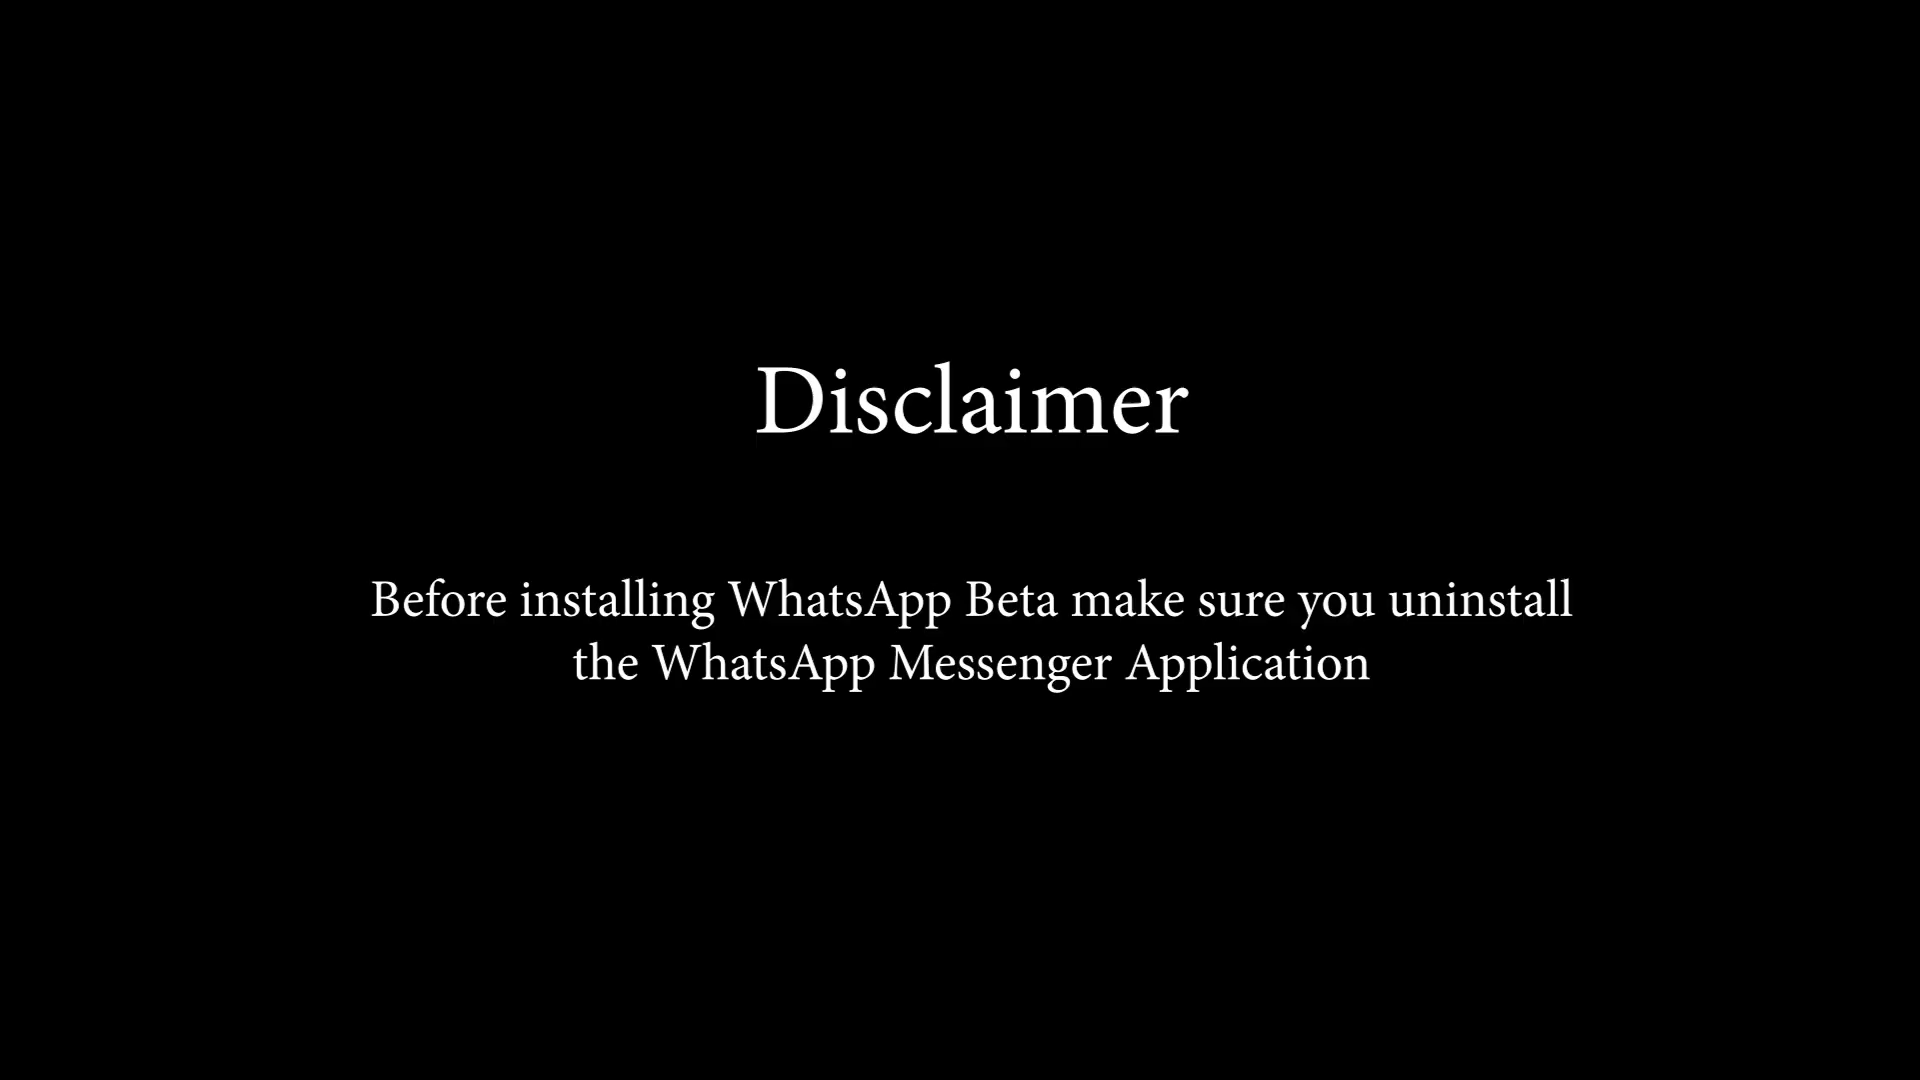 Disclaimer
Before installing WhatsApp Beta make sure you uninstall
the WhatsApp Messenger Application